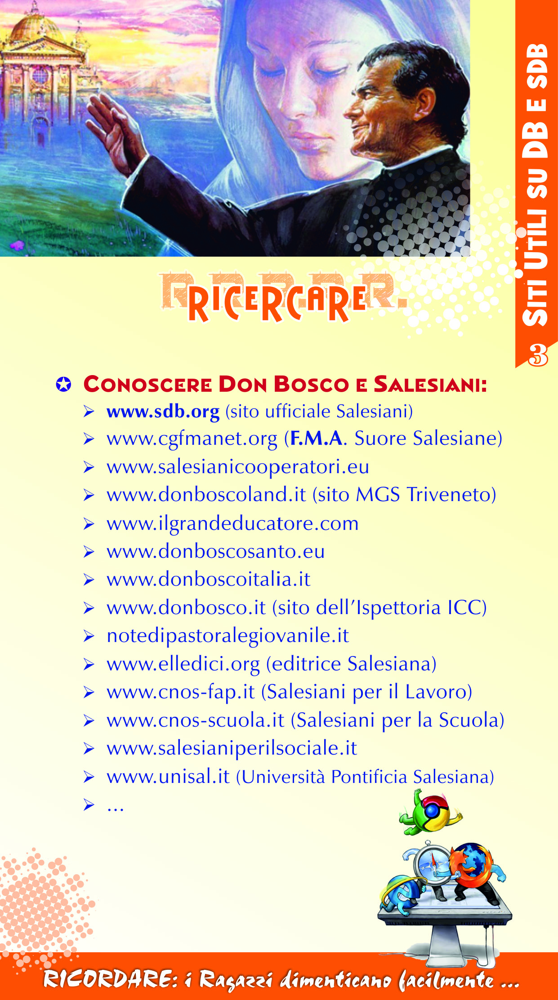 Siti Utili su DB e SDB
3
R.R.R.R.R.
RICERCARE
✪ Conoscere Don Bosco e Salesiani:
➢ www.sdb.org (sito ufficiale Salesiani)
➢ www.cgfmanet.org (F.M.A. Suore Salesiane)
➢ www.salesianicooperatori.eu
➢ www.donboscoland.it (sito MGS Triveneto)
➢ www.ilgrandeducatore.com
➢ www.donboscosanto.eu
➢ www.donboscoitalia.it
➢ www.donbosco.it (sito dell’Ispettoria ICC)
➢ notedipastoralegiovanile.it
➢ www.elledici.org (editrice Salesiana)
➢ www.cnos-fap.it (Salesiani per il Lavoro)
➢ www.cnos-scuola.it (Salesiani per la Scuola)
➢ www.salesianiperilsociale.it
➢ www.unisal.it (Università Pontificia Salesiana)
➢ ...
RICORDARE: i Ragazzi dimenticano facilmente ...